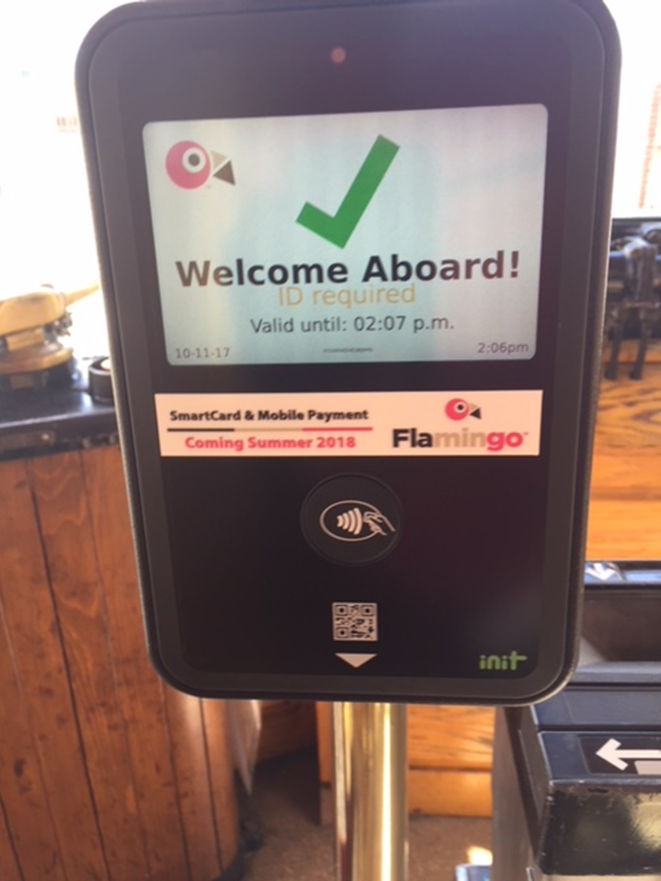 Welcome Aboard!
ID required
Valid until: 02:07 p.m.
10-11-17
2:06pm
SmartCard & Mobile Payment
Coming Summer 2018
Flamingo
init